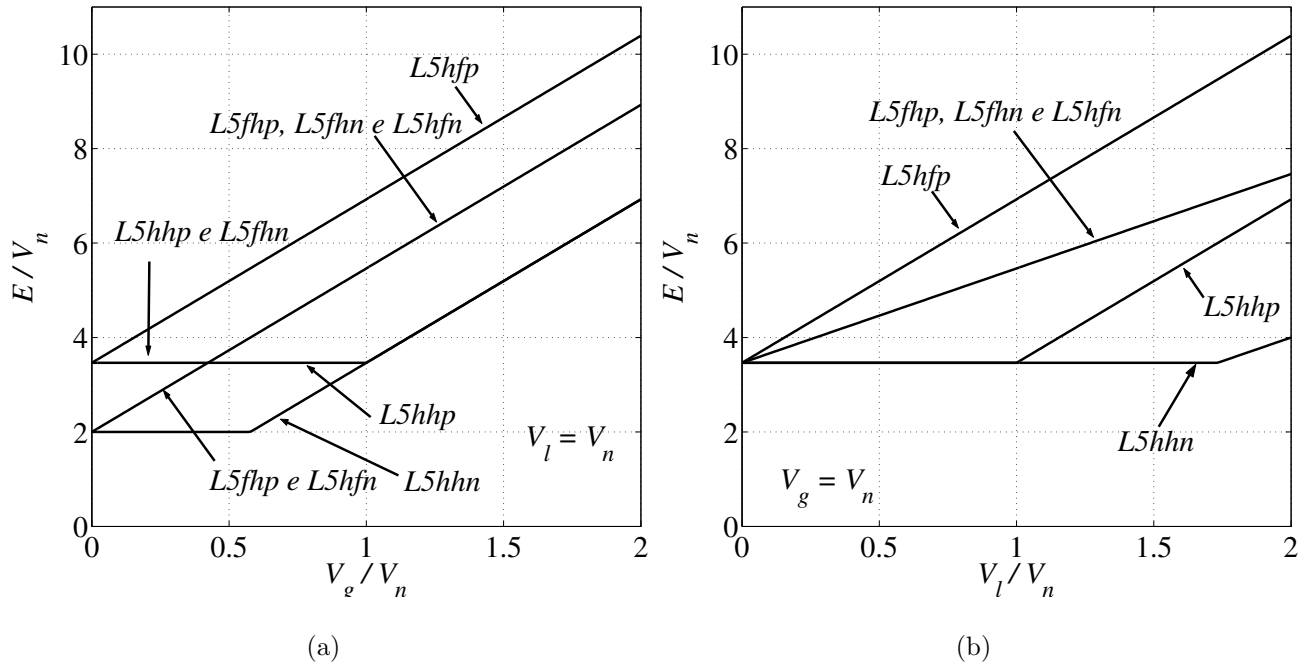 10
8
6
4
2
0
E / V_n
L5hfp
L5fhp, L5fhn e L5hfn
L5hhp e L5fhn
L5hhp
V_l = V_n
L5fhp e L5hfn
L5hhn
0 0.5 1 1.5 2
V_g / V_n
(a)
10
8
6
4
2
0
E / V_n
L5fhp, L5fhn e L5hfn
L5hfp
L5hhp
L5hhn
V_g = V_n
0 0.5 1 1.5 2
V_l / V_n
(b)